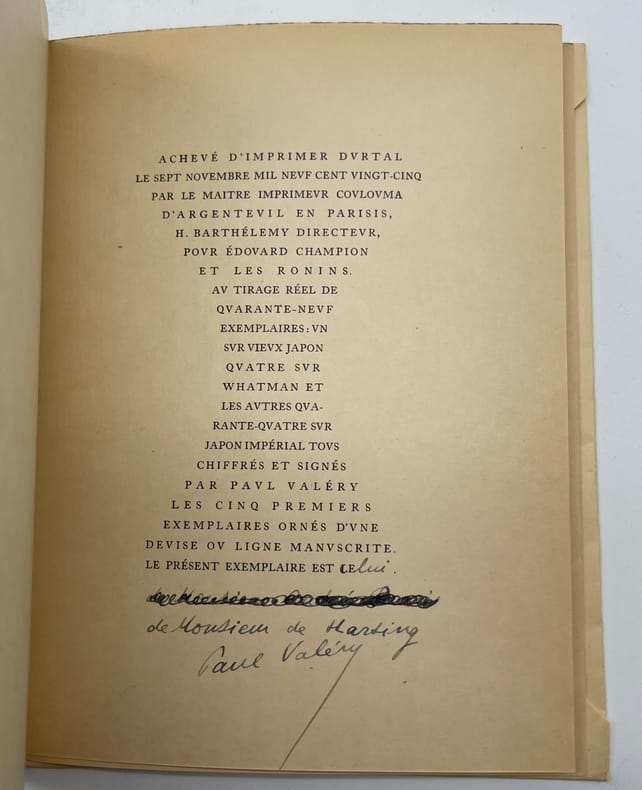 ACHEVÉ D'IMPRIMER DVRTAL
LE SEPT NOVEMBRE MIL NEVF CENT VINGT-CINQ
PAR LE MAITRE IMPRIMEVR COVLOVMA
D'ARGENTEVIL EN PARISIS,
H. BARTHÉLEMY DIRECTEVR,
POVR ÉDOVARD CHAMPION
ET LES RONINS.
AV TIRAGE RÉEL DE
QVARANTE-NEVF
EXEMPLAIRES : VN
SVR VIEVX JAPON
QVATRE SVR
WHATMAN ET
LES AVTRES QVA-
RANTE-QVATRE SVR
JAPON IMPÉRIAL TOVS
CHIFFRÉS ET SIGNÉS
PAR PAVL VALÉRY
LES CINQ PREMIERS
EXEMPLAIRES ORNÉS D'VNE
DEVISE OV LIGNE MANVSCRITE.
LE PRÉSENT EXEMPLAIRE EST celui.
de Monsieur de Harting
Paul Valéry